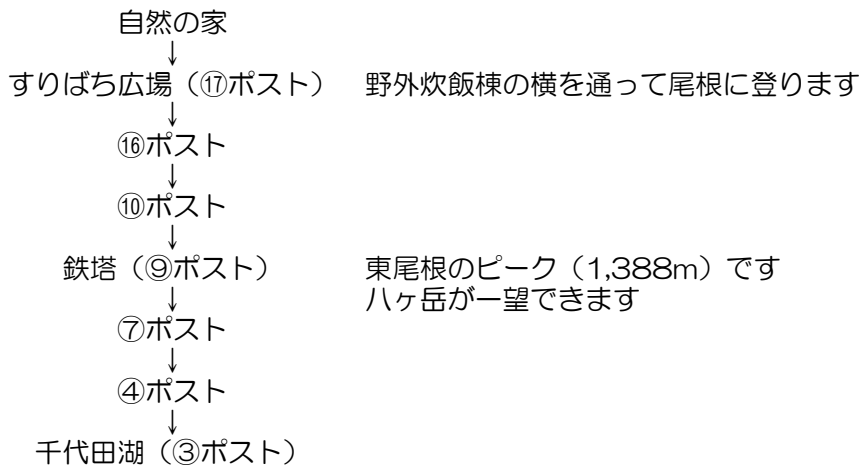 自然の家
↓
すりばち広場（⑰ポスト）　野外炊飯棟の横を通って尾根に登ります
↓
⑯ポスト
↓
⑩ポスト
↓
鉄塔（⑨ポスト）　東尾根のピーク（1,388m）です
八ヶ岳が一望できます
↓
⑦ポスト
↓
④ポスト
↓
千代田湖（③ポスト）